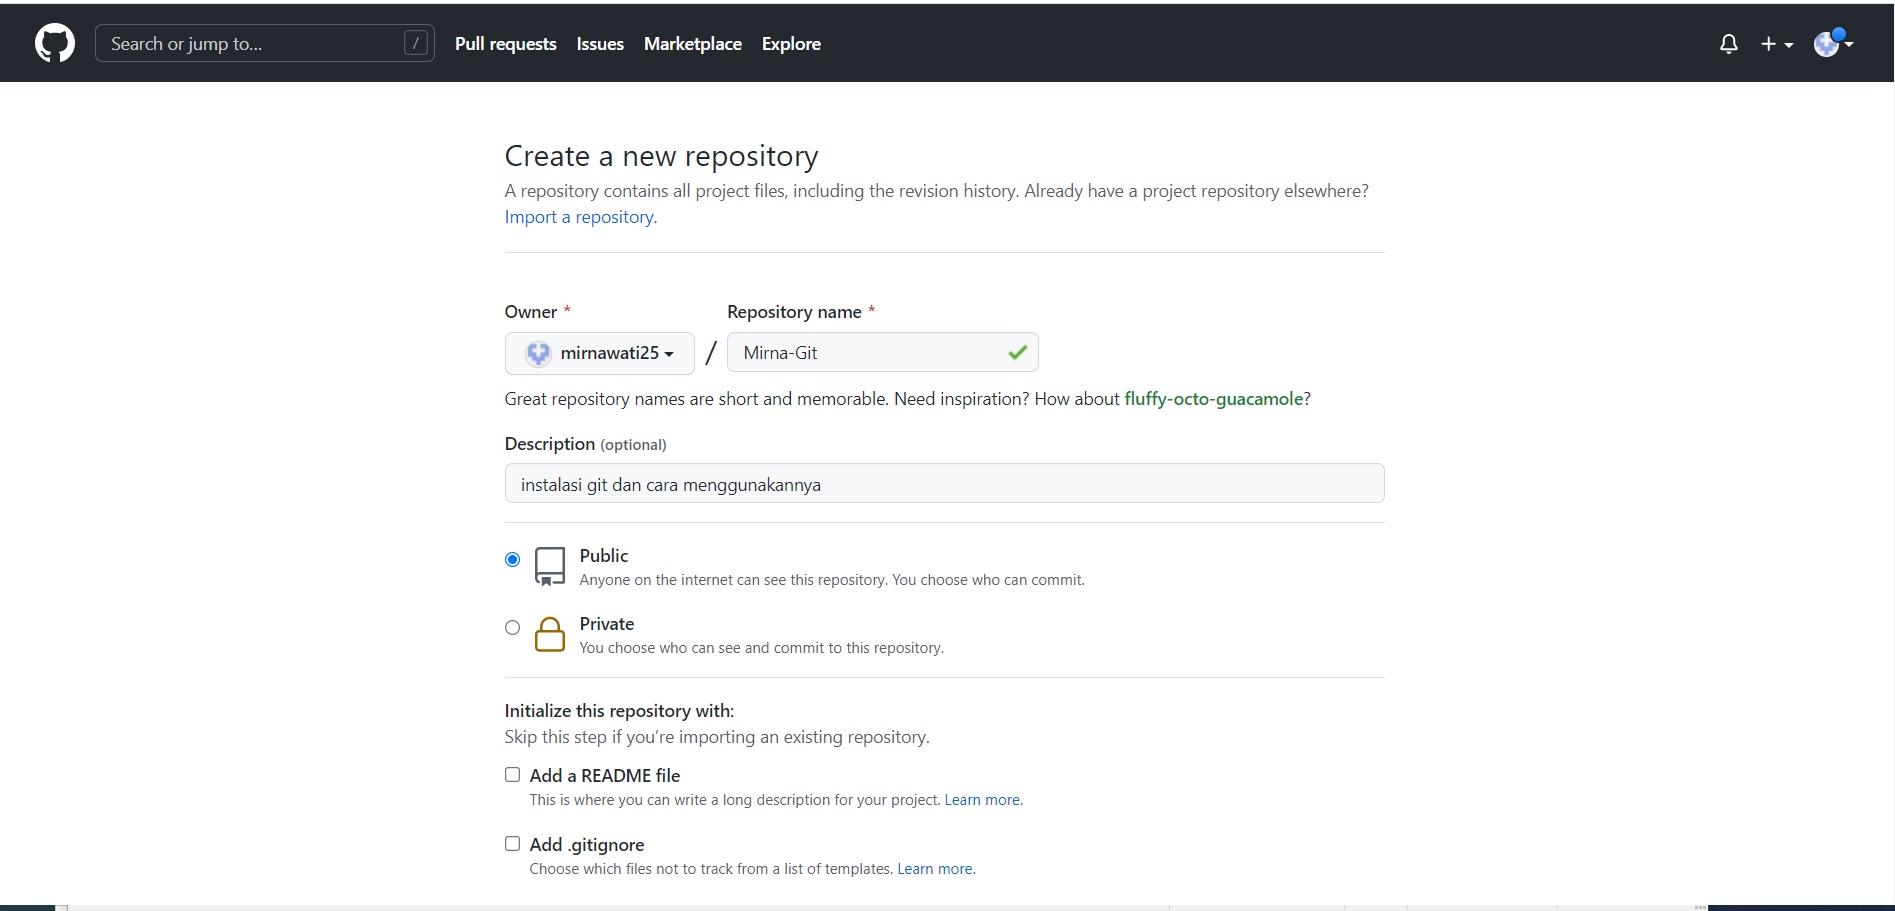 Search or jump to... /
Pull requests
Issues
Marketplace
Explore
Create a new repository
A repository contains all project files, including the revision history. Already have a project repository elsewhere?
Import a repository.
Owner *
Repository name *
mirnawati25
/
Mirna-Git
Great repository names are short and memorable. Need inspiration? How about fluffy-octo-guacamole?
Description (optional)
instalasi git dan cara menggunakannya
Public
Anyone on the internet can see this repository. You choose who can commit.
Private
You choose who can see and commit to this repository.
Initialize this repository with:
Skip this step if you’re importing an existing repository.
Add a README file
This is where you can write a long description for your project. Learn more.
Add .gitignore
Choose which files not to track from a list of templates. Learn more.